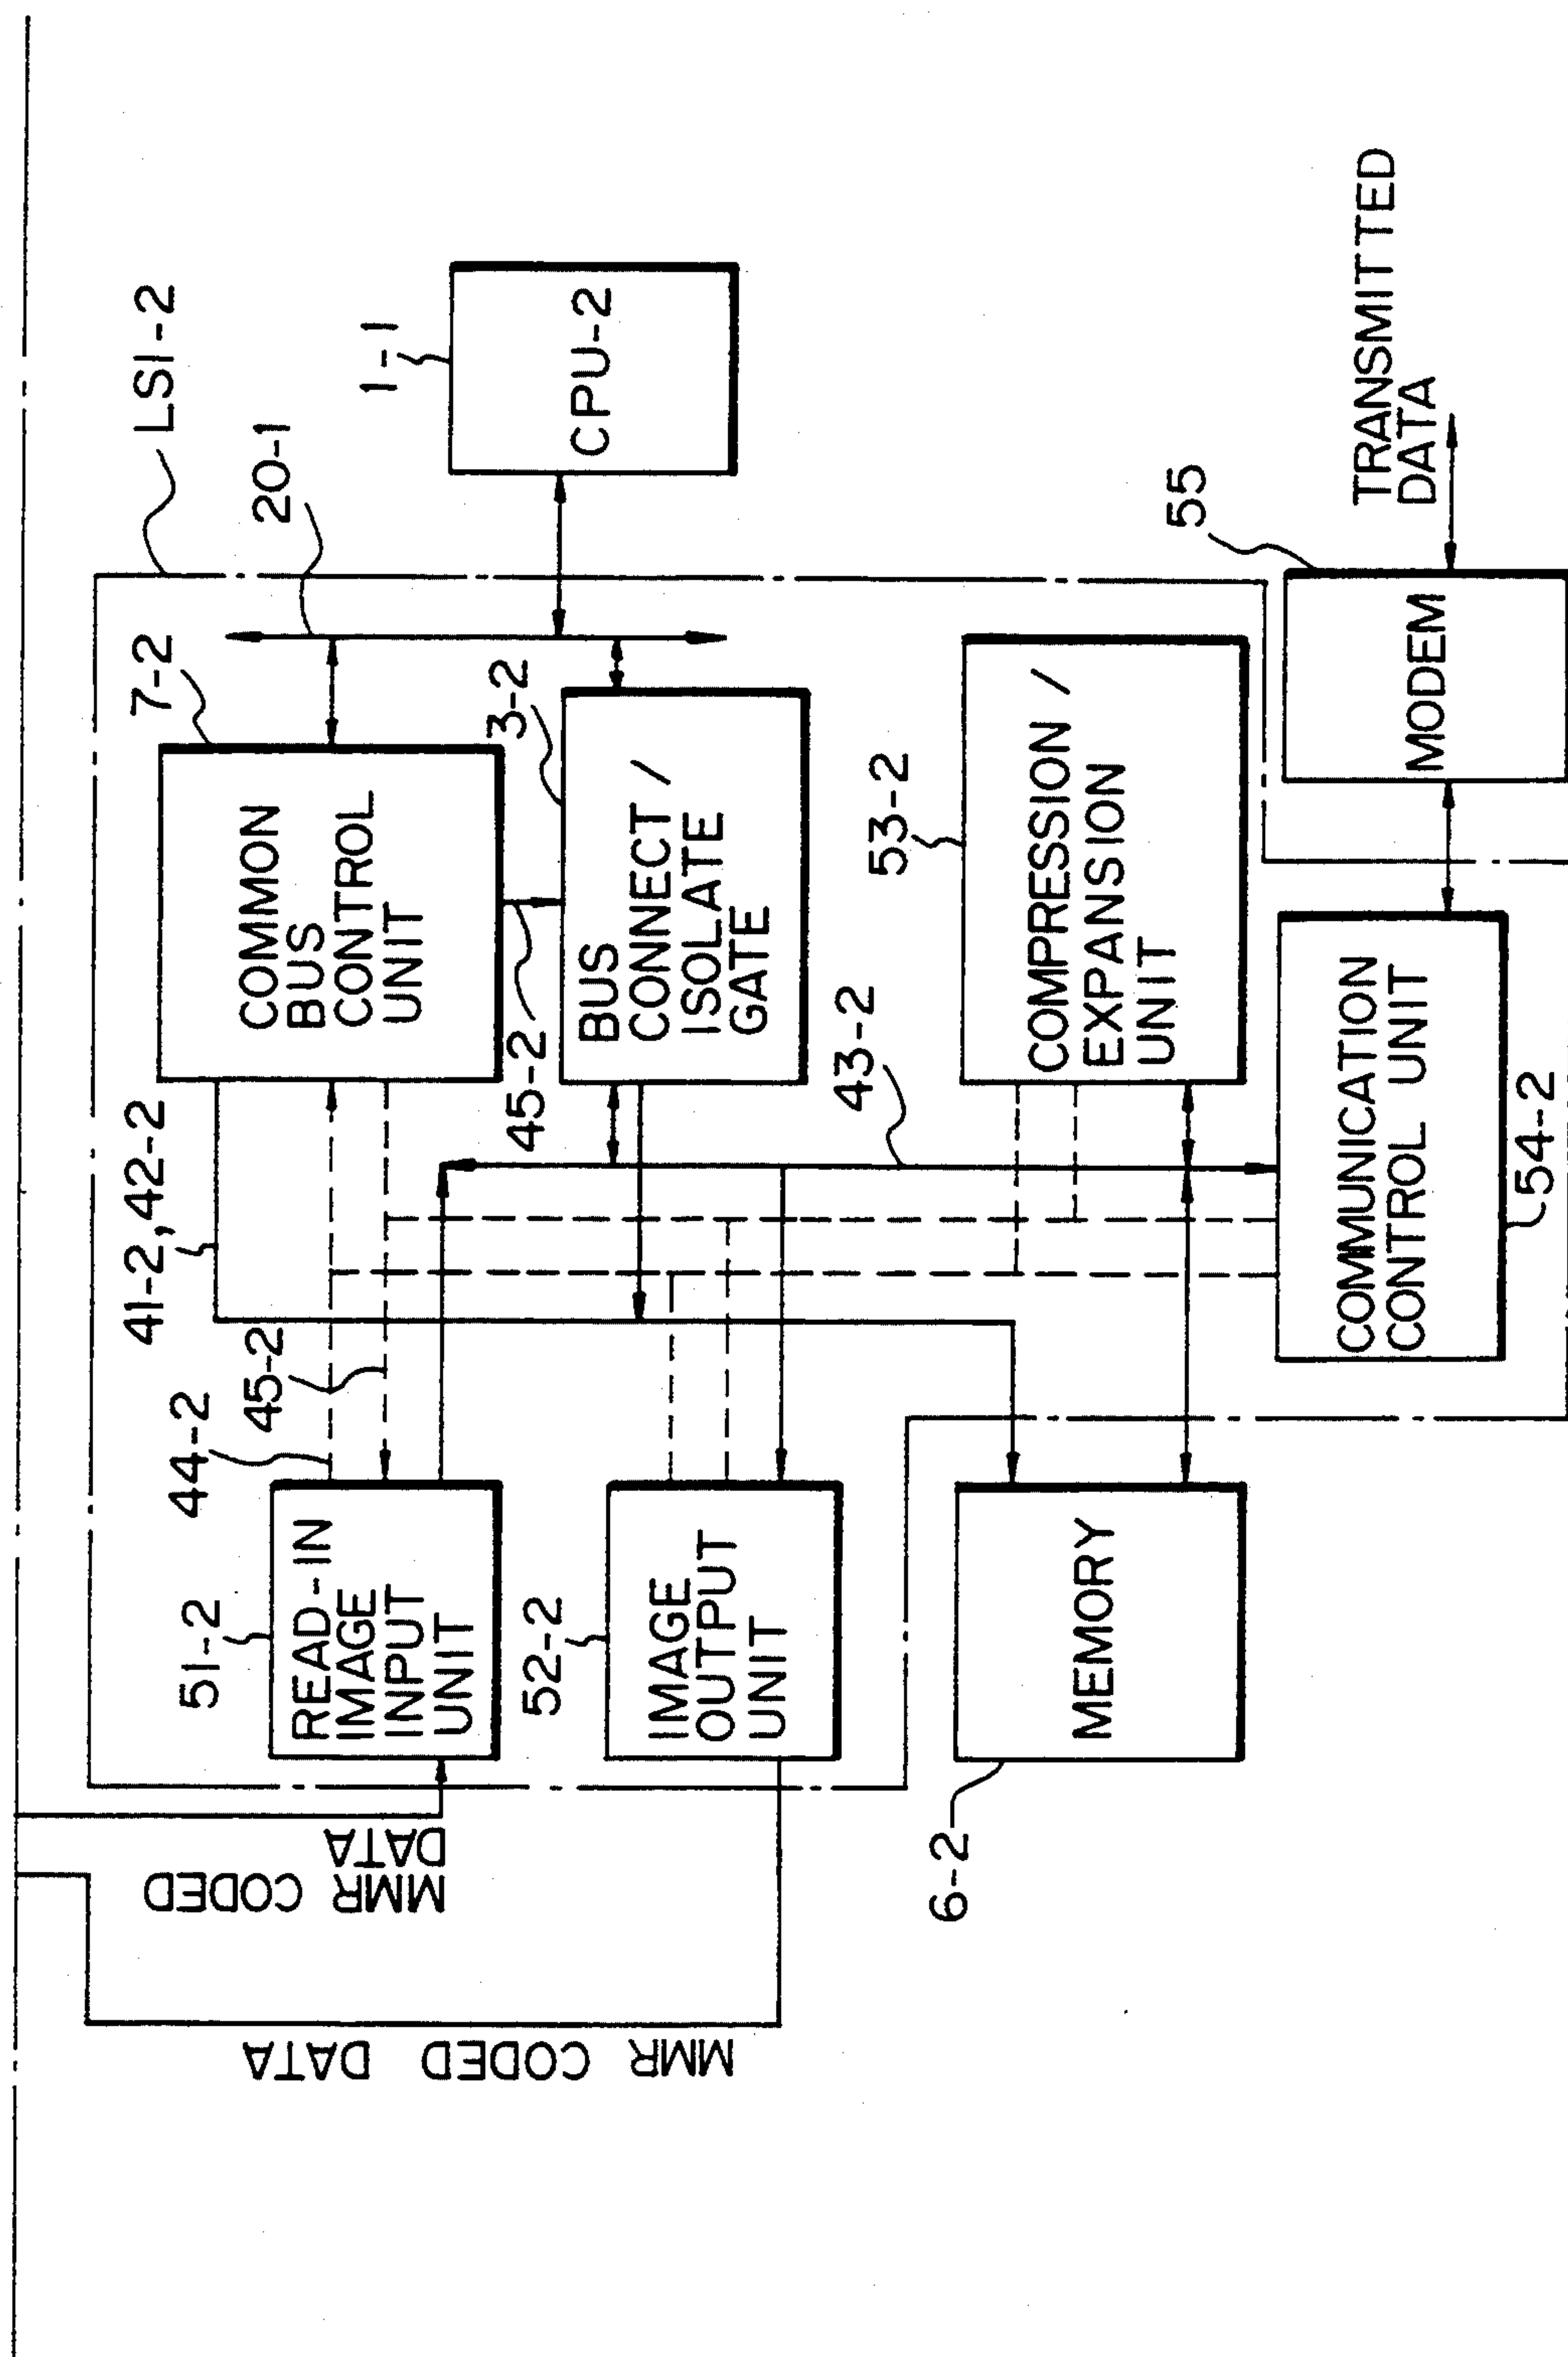 LSI-2
20-1
7-2
COMMON
BUS
CONTROL
UNIT
1-1
CPU-2
3-2
BUS
CONNECT /
ISOLATE
GATE
45-2
41-2, 42-2
44-2
45-2
51-2
READ-IN
IMAGE
INPUT
UNIT
MMR CODED
DATA
52-2
IMAGE
OUTPUT
UNIT
MMR CODED DATA
43-2
53-2
COMPRESSION /
EXPANSION
UNIT
6-2
MEMORY
COMMUNICATION
CONTROL UNIT
54-2
55
MODEM
TRANSMITTED
DATA